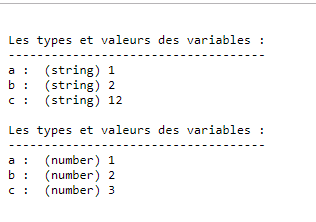 Les types et valeurs des variables :
-----------------------------------
a :  (string) 1
b :  (string) 2
c :  (string) 12
Les types et valeurs des variables :
-----------------------------------
a :  (number) 1
b :  (number) 2
c :  (number) 3